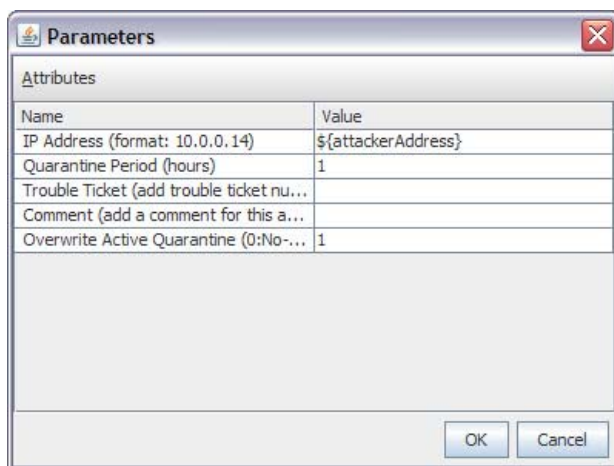 Parameters
Attributes
Name Value
IP Address (format: 10.0.0.14) ${attackerAddress}
Quarantine Period (hours) 1
Trouble Ticket (add trouble ticket nu...
Comment (add a comment for this a...
Overwrite Active Quarantine (0:No-... 1
OK Cancel